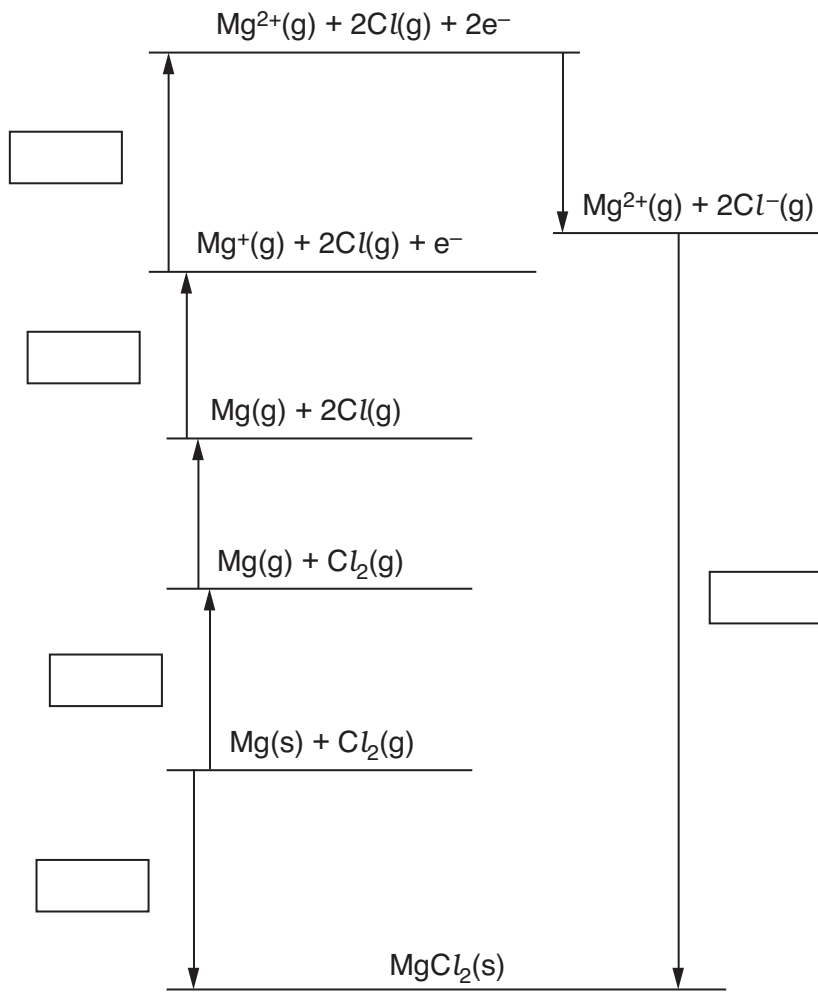 Mg²⁺(g) + 2Cl(g) + 2e⁻
Mg²⁺(g) + 2Cl⁻(g)
Mg⁺(g) + 2Cl(g) + e⁻
Mg(g) + 2Cl(g)
Mg(g) + Cl₂(g)
Mg(s) + Cl₂(g)
MgCl₂(s)